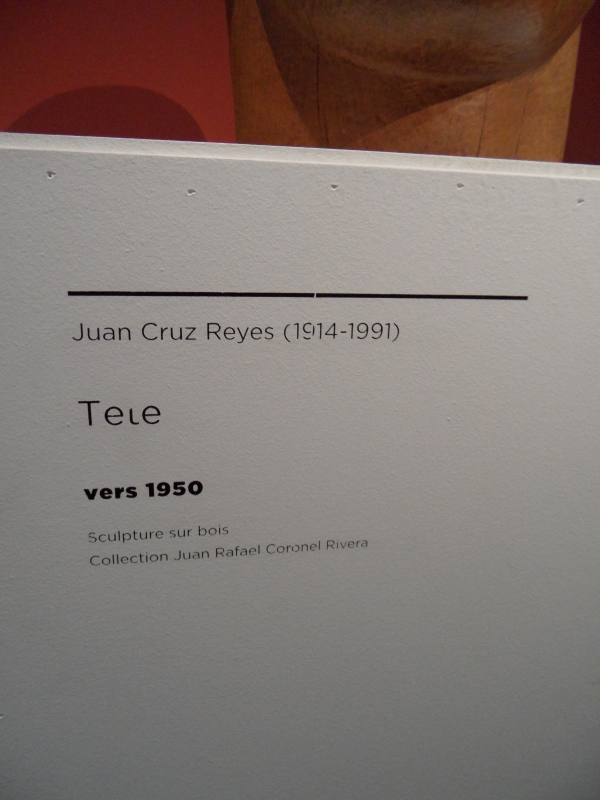 Juan Cruz Reyes (1914-1991)
Tete
vers 1950
Sculpture sur bois
Collection Juan Rafael Coronel Rivera